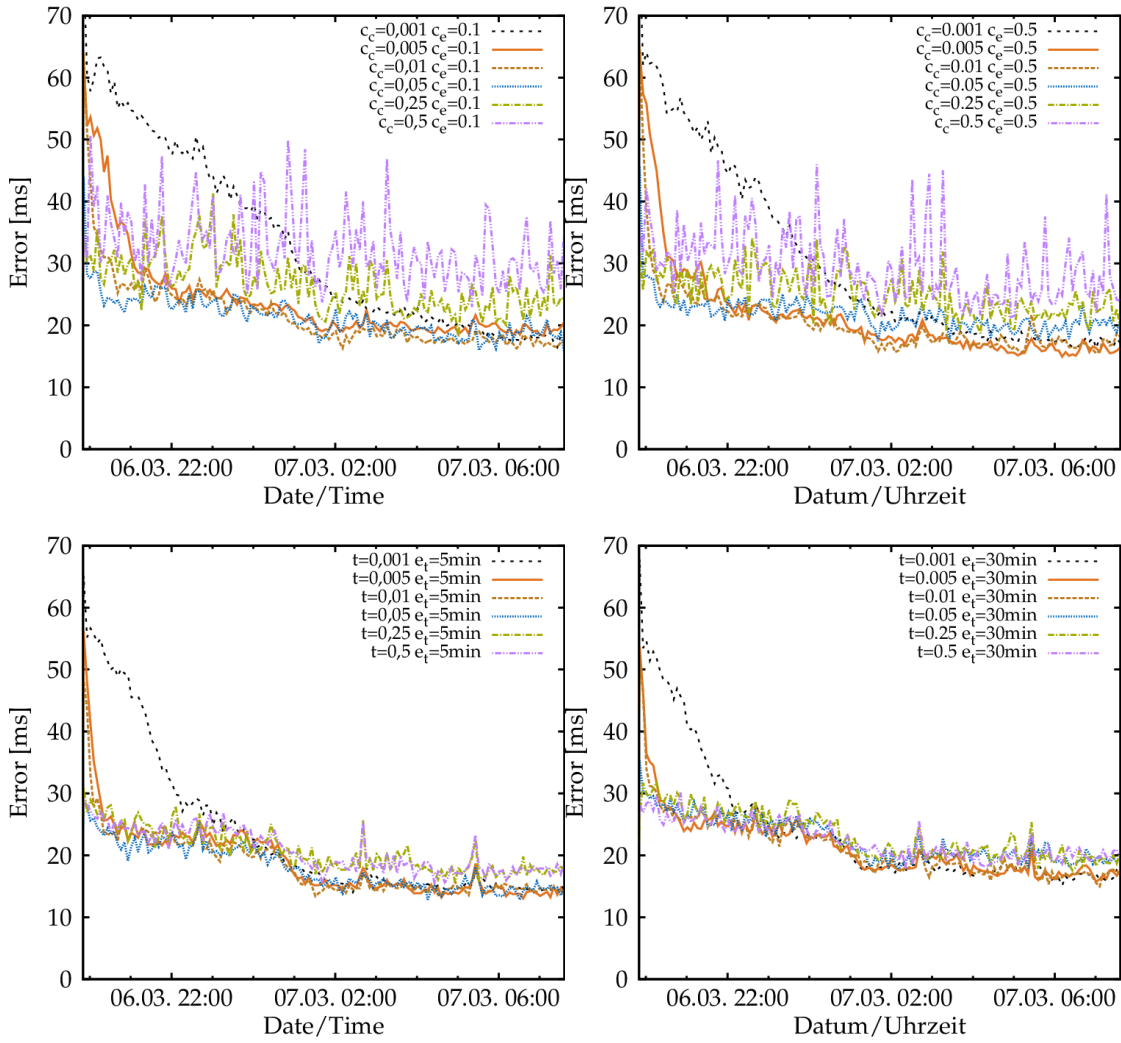 70
60
50
40
30
20
10
0
Error [ms]
c_c=0,001 c_e=0.1
c_c=0,005 c_e=0.1
c_c=0,01 c_e=0.1
c_c=0,05 c_e=0.1
c_c=0,25 c_e=0.1
c_c=0,5 c_e=0.1
06.03. 22:00 07.03. 02:00 07.03. 06:00
Date/Time
70
60
50
40
30
20
10
0
Error [ms]
c_c=0.001 c_e=0.5
c_c=0.005 c_e=0.5
c_c=0.01 c_e=0.5
c_c=0.05 c_e=0.5
c_c=0.25 c_e=0.5
c_c=0.5 c_e=0.5
06.03. 22:00 07.03. 02:00 07.03. 06:00
Datum/Uhrzeit
70
60
50
40
30
20
10
0
Error [ms]
t=0,001 e_t=5min
t=0,005 e_t=5min
t=0,01 e_t=5min
t=0,05 e_t=5min
t=0,25 e_t=5min
t=0,5 e_t=5min
06.03. 22:00 07.03. 02:00 07.03. 06:00
Date/Time
70
60
50
40
30
20
10
0
Error [ms]
t=0.001 e_t=30min
t=0.005 e_t=30min
t=0.01 e_t=30min
t=0.05 e_t=30min
t=0.25 e_t=30min
t=0.5 e_t=30min
06.03. 22:00 07.03. 02:00 07.03. 06:00
Datum/Uhrzeit